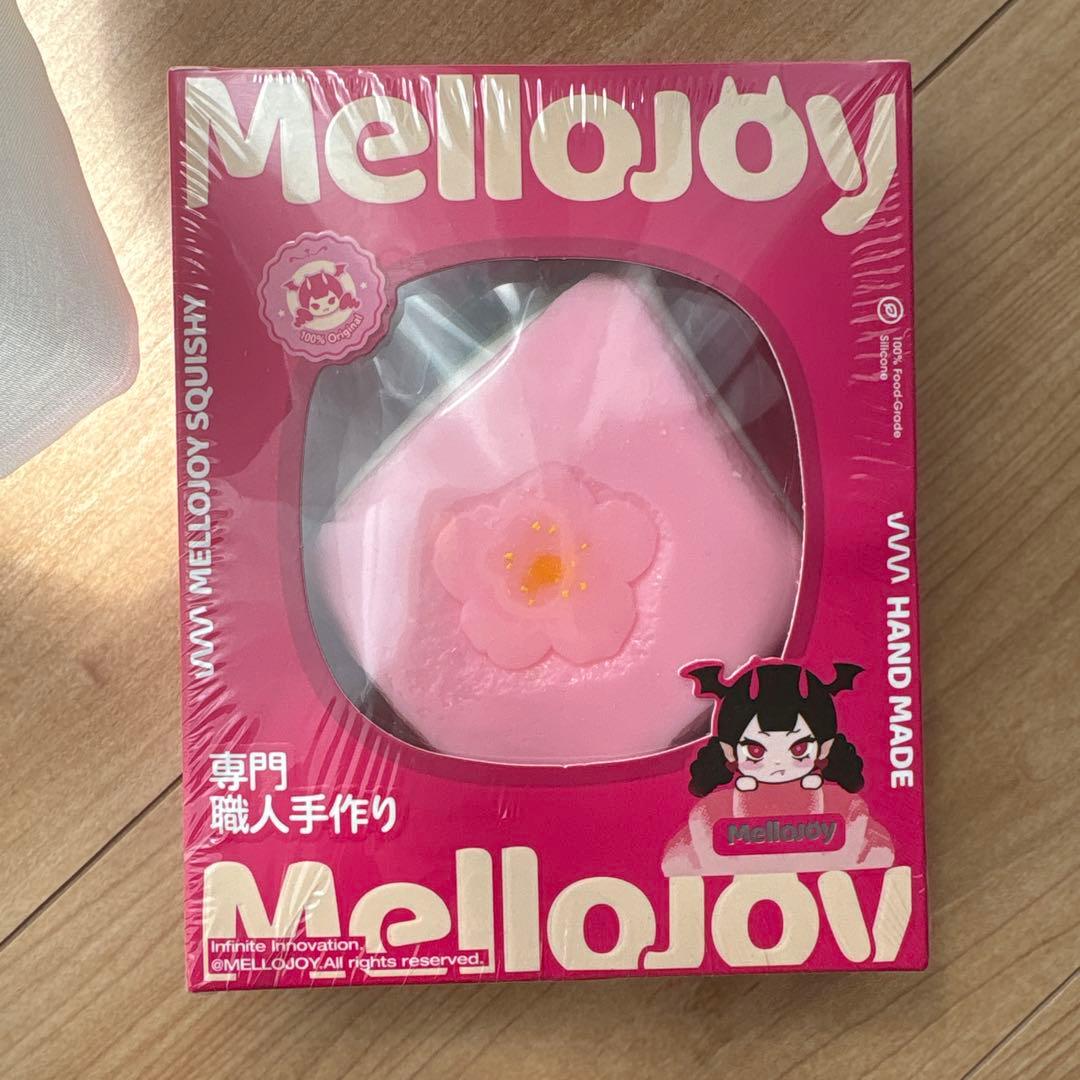 Mellojoy
100% Original
MELLOJOY SQUISHY
100% Food-Grade
Silicone
HAND MADE
専門
職人手作り
Mellojoy
Mellojoy
Infinite Innovation.
@MELLOJOY.All rights reserved.